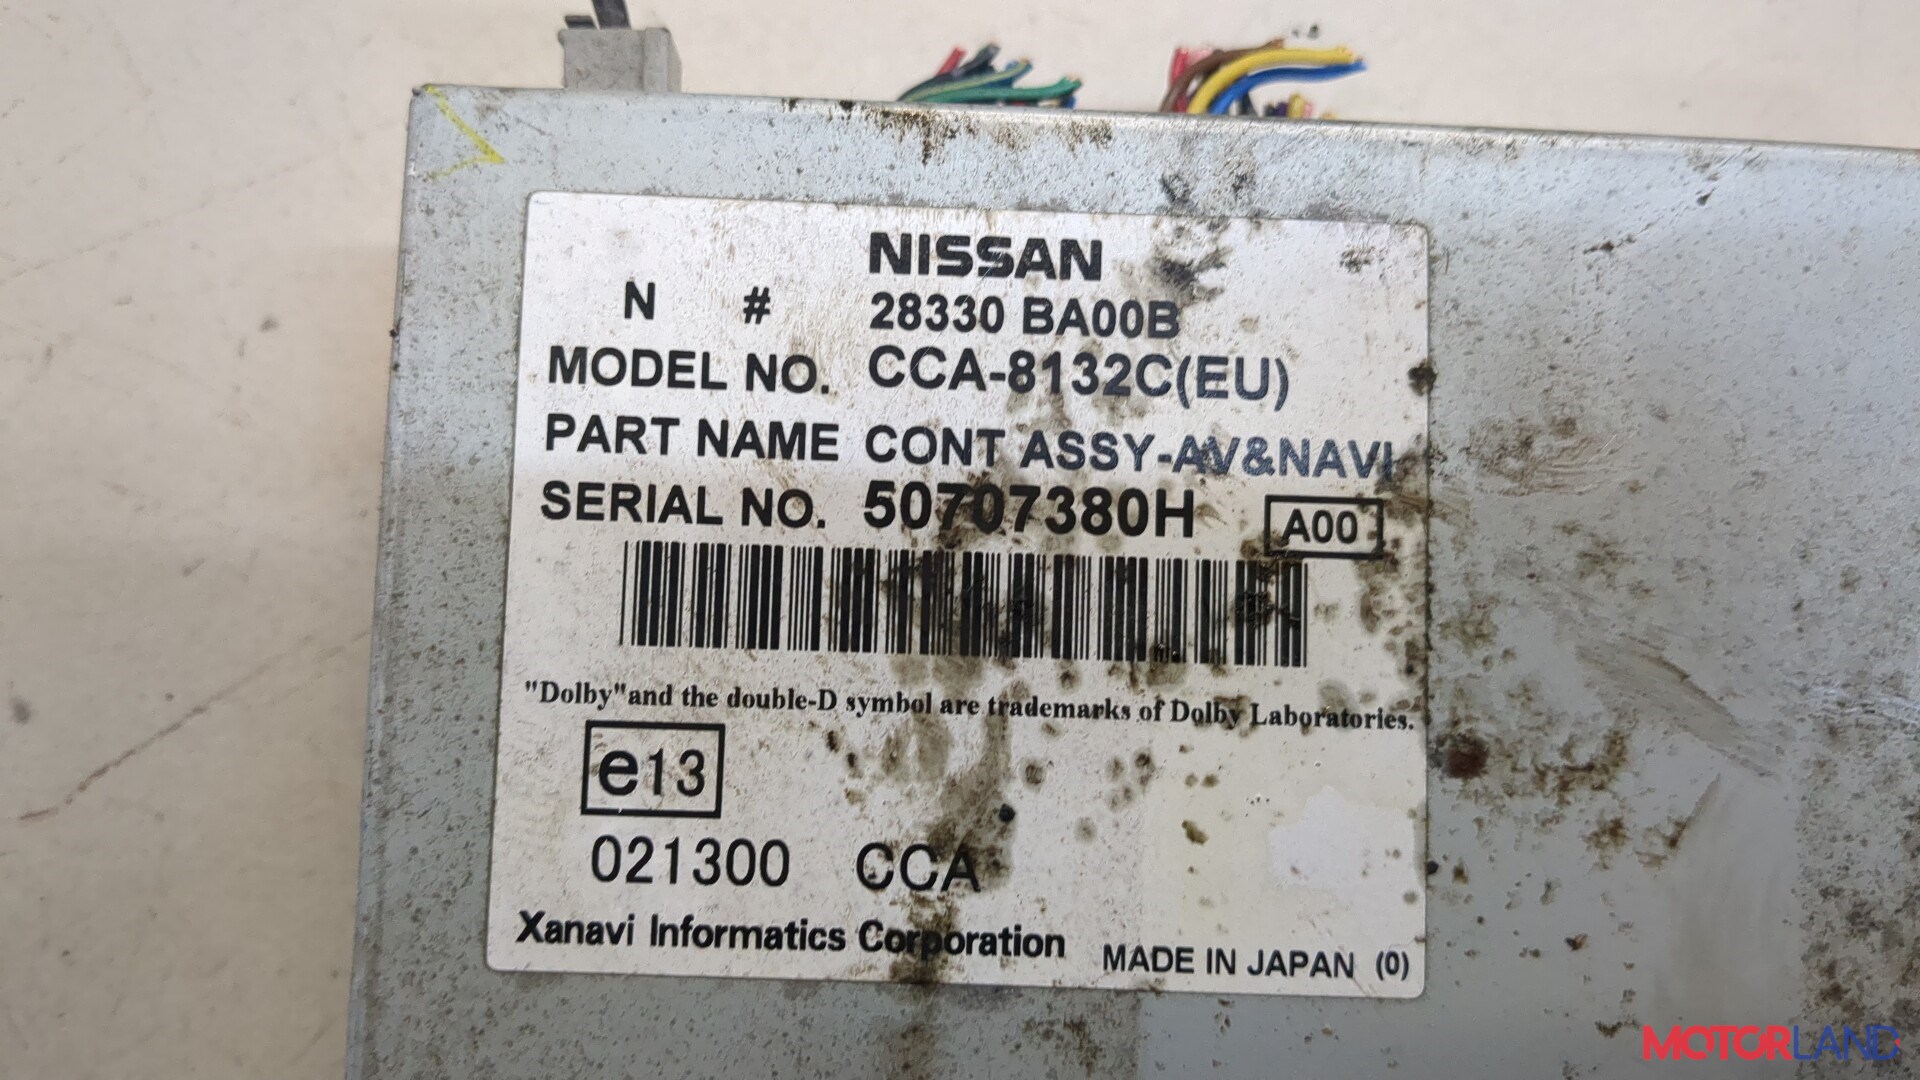 NISSAN
N # 28330 BA00B
MODEL NO. CCA-8132C(EU)
PART NAME CONT ASSY-AV&NAVI
SERIAL NO. 50707380H A00
"Dolby"and the double-D symbol are trademarks of Dolby Laboratories.
e13
021300 CCA
Xanavi Informatics Corporation MADE IN JAPAN (0)
MOTORLAND